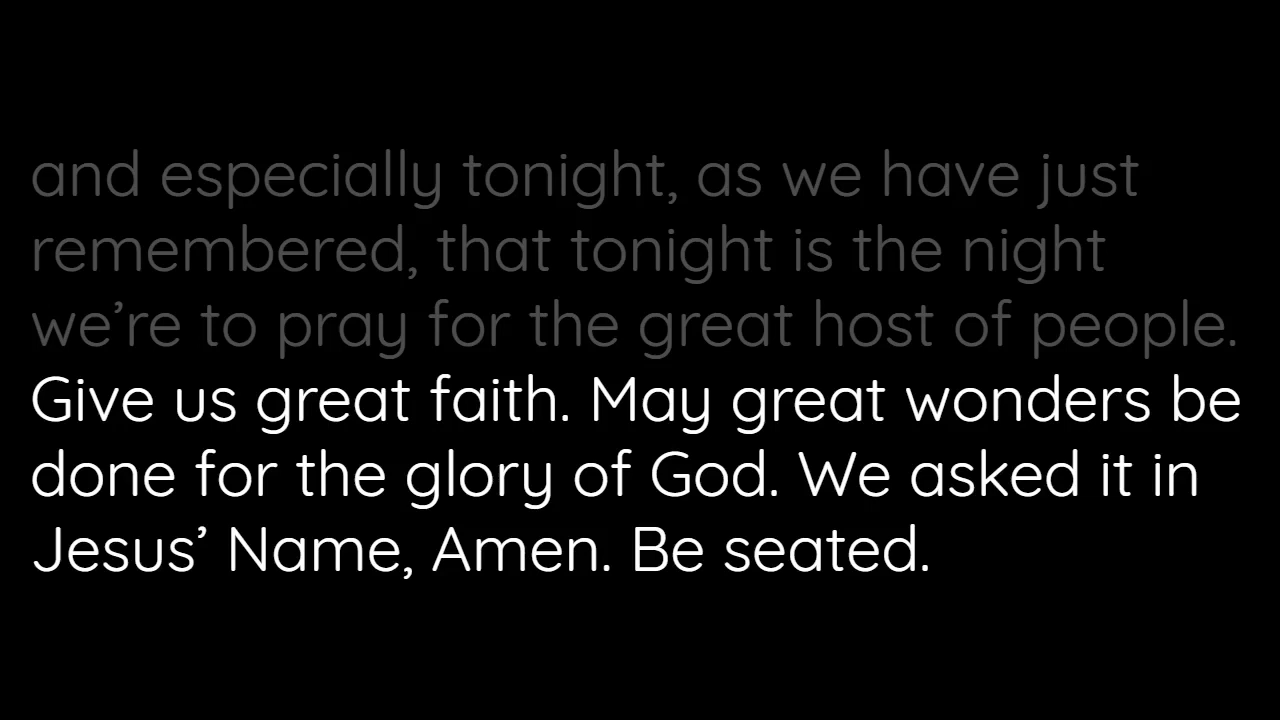 and especially tonight, as we have just
remembered, that tonight is the night
we’re to pray for the great host of people.
Give us great faith. May great wonders be
done for the glory of God. We asked it in
Jesus’ Name, Amen. Be seated.